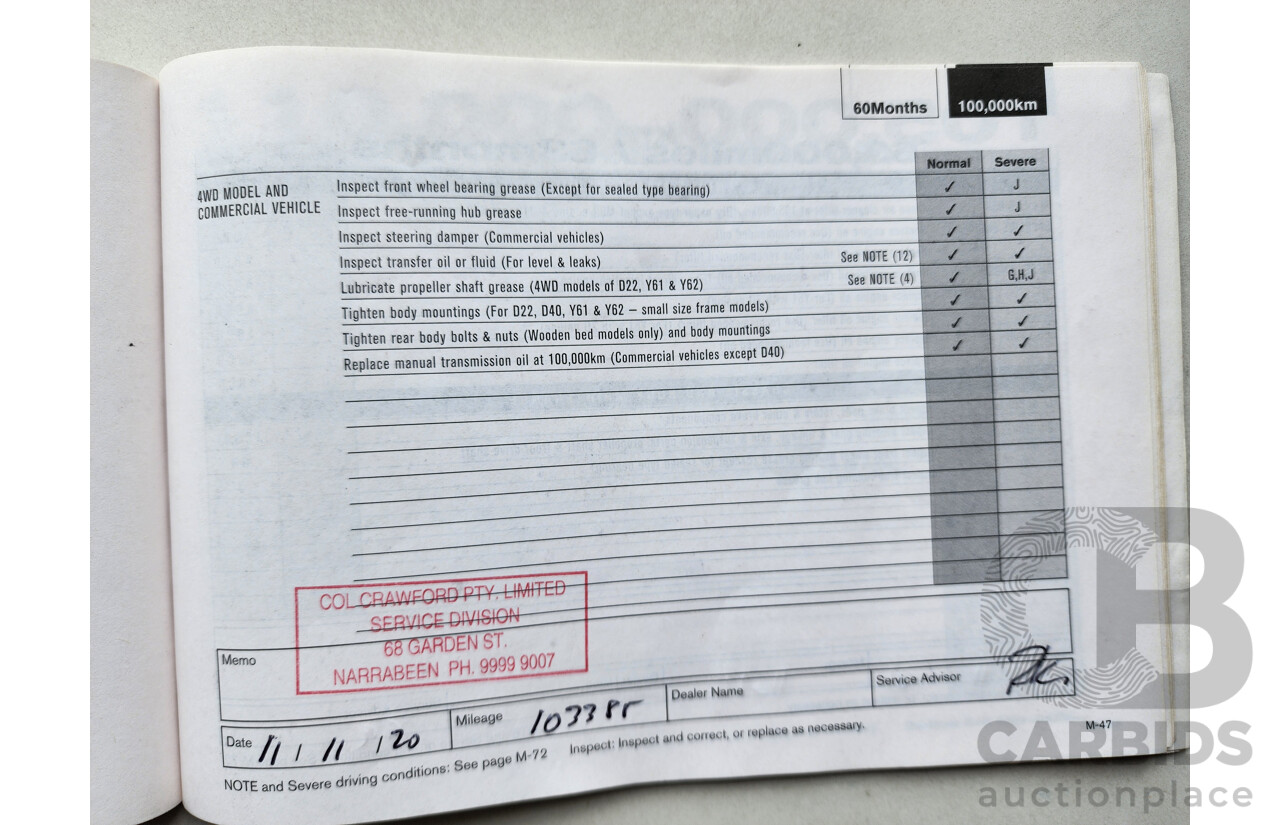 60Months 100,000km
Normal Severe
4WD MODEL AND
COMMERCIAL VEHICLE
Inspect front wheel bearing grease (Except for sealed type bearing) ✓ J
Inspect free-running hub grease ✓ J
Inspect steering damper (Commercial vehicles) ✓ ✓
Inspect transfer oil or fluid (For level & leaks) See NOTE (12) ✓ ✓
Lubricate propeller shaft grease (4WD models of D22, Y61 & Y62) See NOTE (4) ✓ G,H,J
Tighten body mountings (For D22, D40, Y61 & Y62 – small size frame models) ✓ ✓
Tighten rear body bolts & nuts (Wooden bed models only) and body mountings ✓ ✓
Replace manual transmission oil at 100,000km (Commercial vehicles except D40) ✓ ✓
COL CRAWFORD PTY. LIMITED
SERVICE DIVISION
68 GARDEN ST.
NARRABEEN PH. 9999 9007
Memo
Date 11 / 11 / 20 Mileage Dealer Name Service Advisor
NOTE and Severe driving conditions: See page M-72 Inspect: Inspect and correct, or replace as necessary.
M-47
CB
CARBIDS
auctionplace